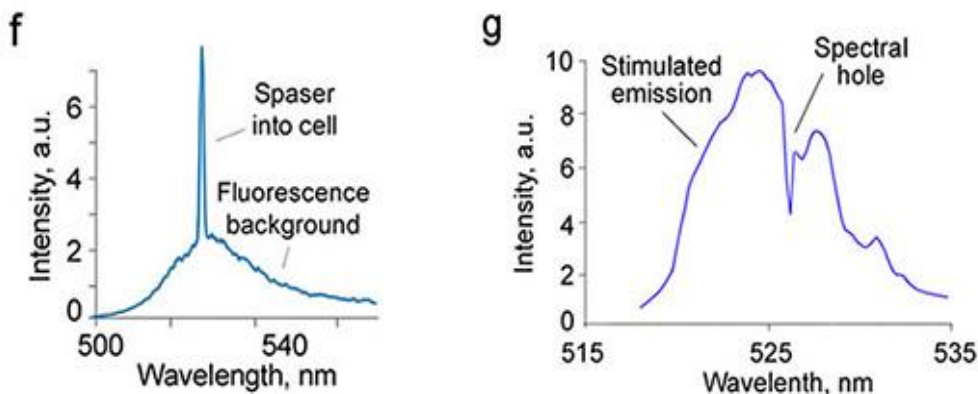 f
Spaser
into cell
Fluorescence
background
Intensity, a.u.
6
4
2
0
500
540
Wavelength, nm
g
Stimulated
emission
Spectral
hole
Intensity, a.u.
10
8
6
4
2
0
515
525
535
Wavelenth, nm